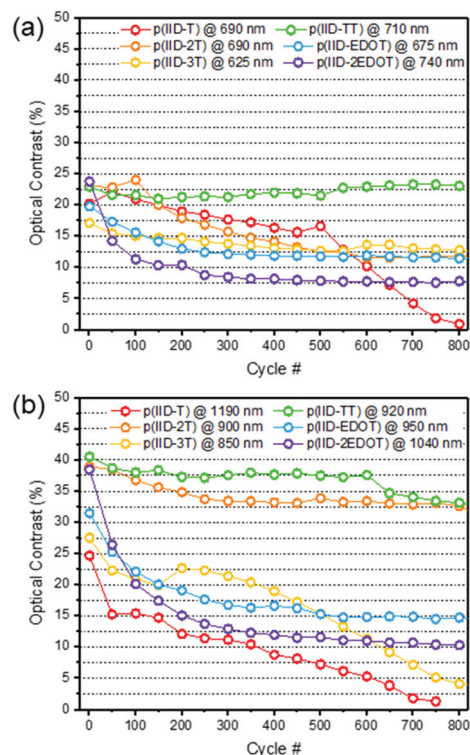 (a)
p(IID-T) @ 690 nm p(IID-TT) @ 710 nm
p(IID-2T) @ 690 nm p(IID-EDOT) @ 675 nm
p(IID-3T) @ 625 nm p(IID-2EDOT) @ 740 nm
Optical Contrast (%)
50
45
40
35
30
25
20
15
10
5
0
0 100 200 300 400 500 600 700 800
Cycle #
(b)
p(IID-T) @ 1190 nm p(IID-TT) @ 920 nm
p(IID-2T) @ 900 nm p(IID-EDOT) @ 950 nm
p(IID-3T) @ 850 nm p(IID-2EDOT) @ 1040 nm
Optical Contrast (%)
50
45
40
35
30
25
20
15
10
5
0
0 100 200 300 400 500 600 700 800
Cycle #